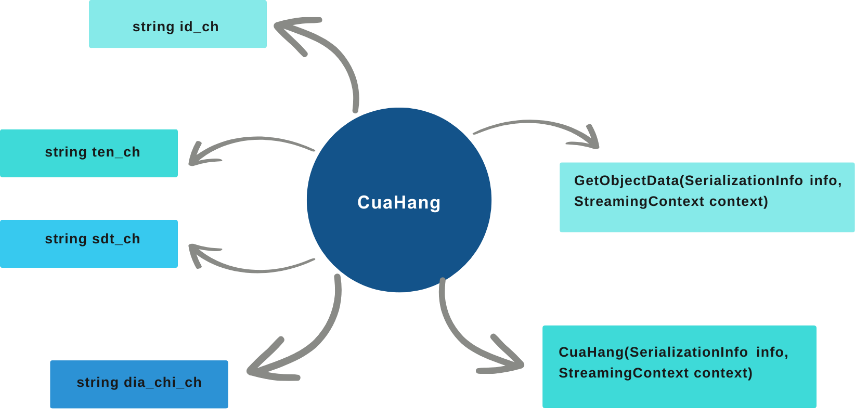 string id_ch
string ten_ch
string sdt_ch
string dia_chi_ch
CuaHang
GetObjectData(SerializationInfo info,
StreamingContext context)
CuaHang(SerializationInfo info,
StreamingContext context)